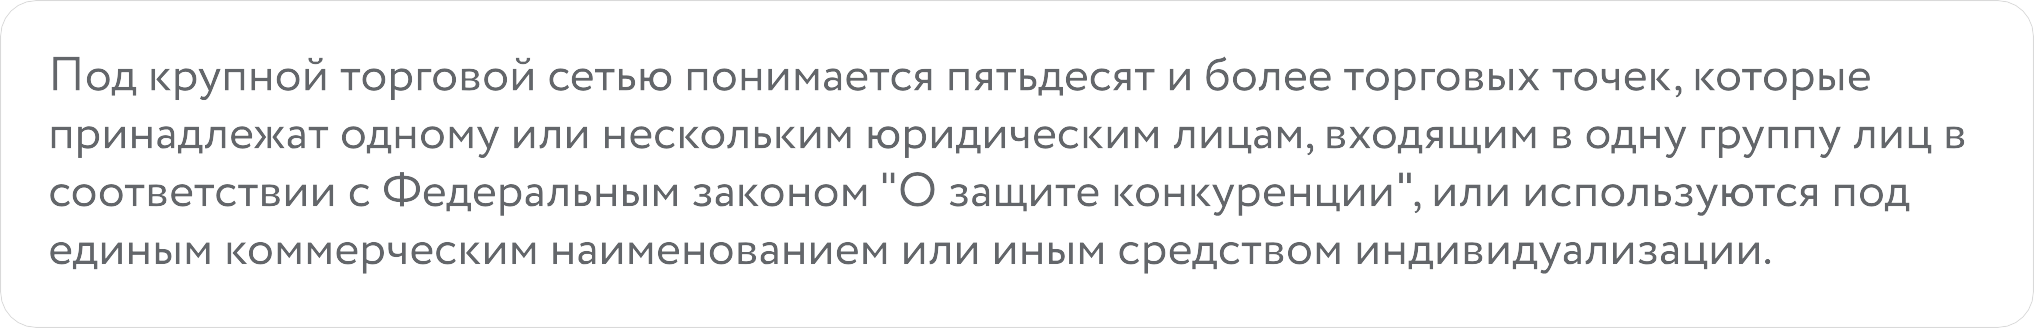 Под крупной торговой сетью понимается пятьдесят и более торговых точек, которые
принадлежат одному или нескольким юридическим лицам, входящим в одну группу лиц в
соответствии с Федеральным законом "О защите конкуренции", или используются под
единым коммерческим наименованием или иным средством индивидуализации.